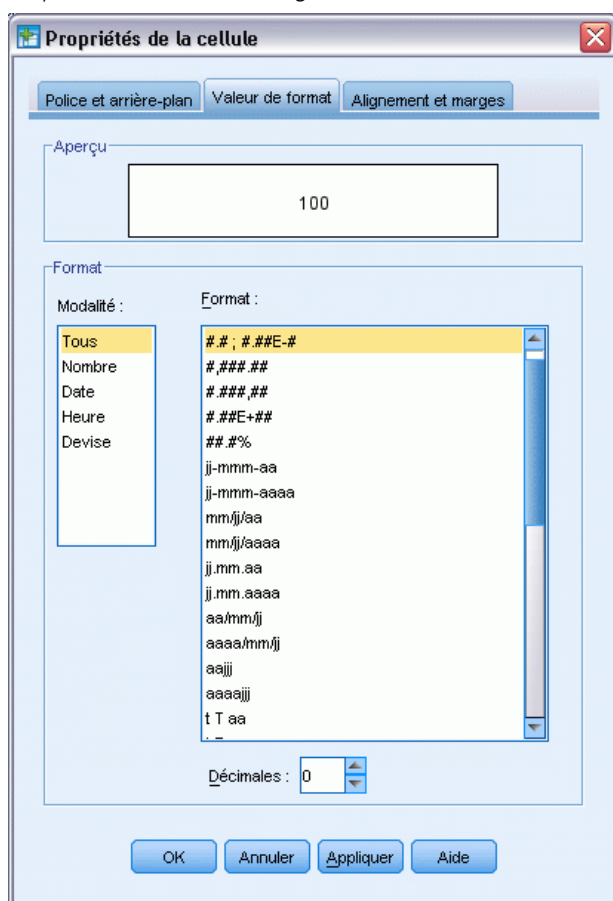 Propriétés de la cellule
Police et arrière-plan
Valeur de format
Alignement et marges
Aperçu
100
Format
Modalité :
Format :
Tous
Nombre
Date
Heure
Devise
#.# ; #.##E-#
#,###.##
#.###,##
#.##E+##
##.#%
jj-mmm-aa
jj-mmm-aaaa
mm/jj/aa
mm/jj/aaaa
jj.mm.aa
jj.mm.aaaa
aa/mm/jj
aaaa/mm/jj
aajjj
aaaajjj
t T aa
Décimales : 0
OK
Annuler
Appliquer
Aide